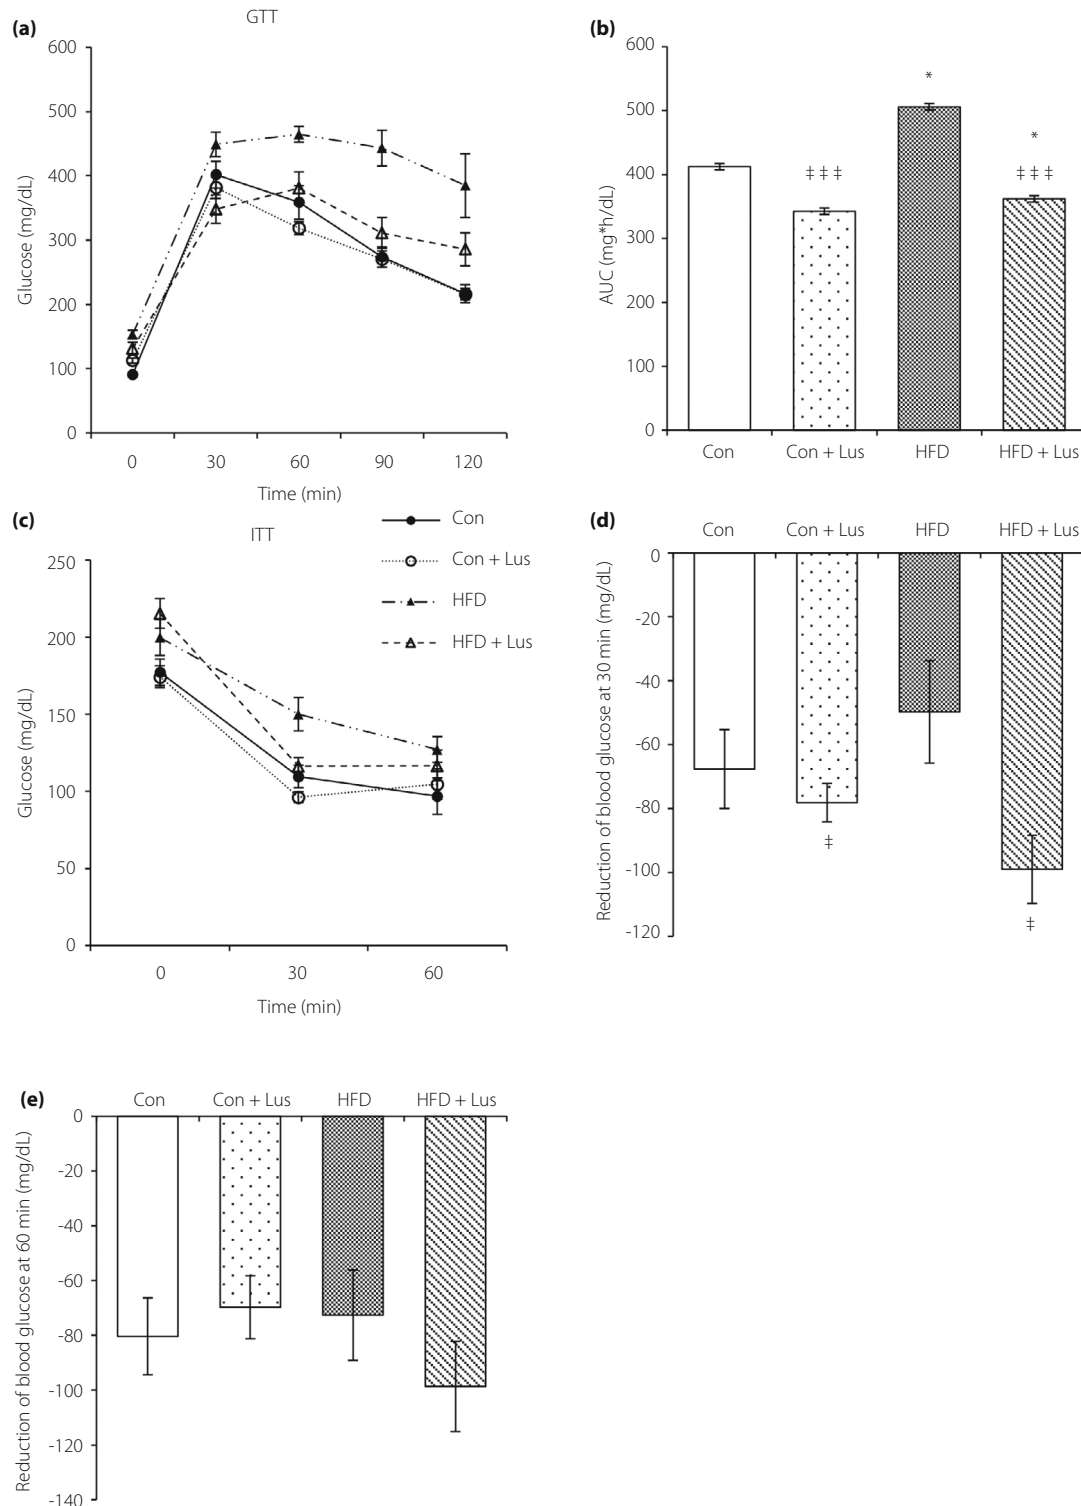 (a)
GTT
600
500
400
300
200
100
0
Glucose (mg/dL)
0 30 60 90 120
Time (min)
(b)
600
500
400
300
200
100
0
AUC (mg*h/dL)
*
*
‡‡‡
‡‡‡
Con Con + Lus HFD HFD + Lus
(c)
ITT
Con
Con + Lus
HFD
HFD + Lus
250
200
150
100
50
0
Glucose (mg/dL)
0 30 60
Time (min)
(d)
Con Con + Lus HFD HFD + Lus
0
-20
-40
-60
-80
-100
-120
Reduction of blood glucose at 30 min (mg/dL)
‡
‡
(e)
Con Con + Lus HFD HFD + Lus
0
-20
-40
-60
-80
-100
-120
-140
Reduction of blood glucose at 60 min (mg/dL)